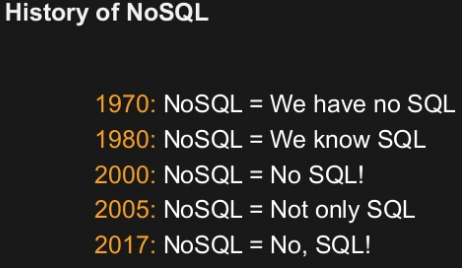 History of NoSQL
1970: NoSQL = We have no SQL
1980: NoSQL = We know SQL
2000: NoSQL = No SQL!
2005: NoSQL = Not only SQL
2017: NoSQL = No, SQL!